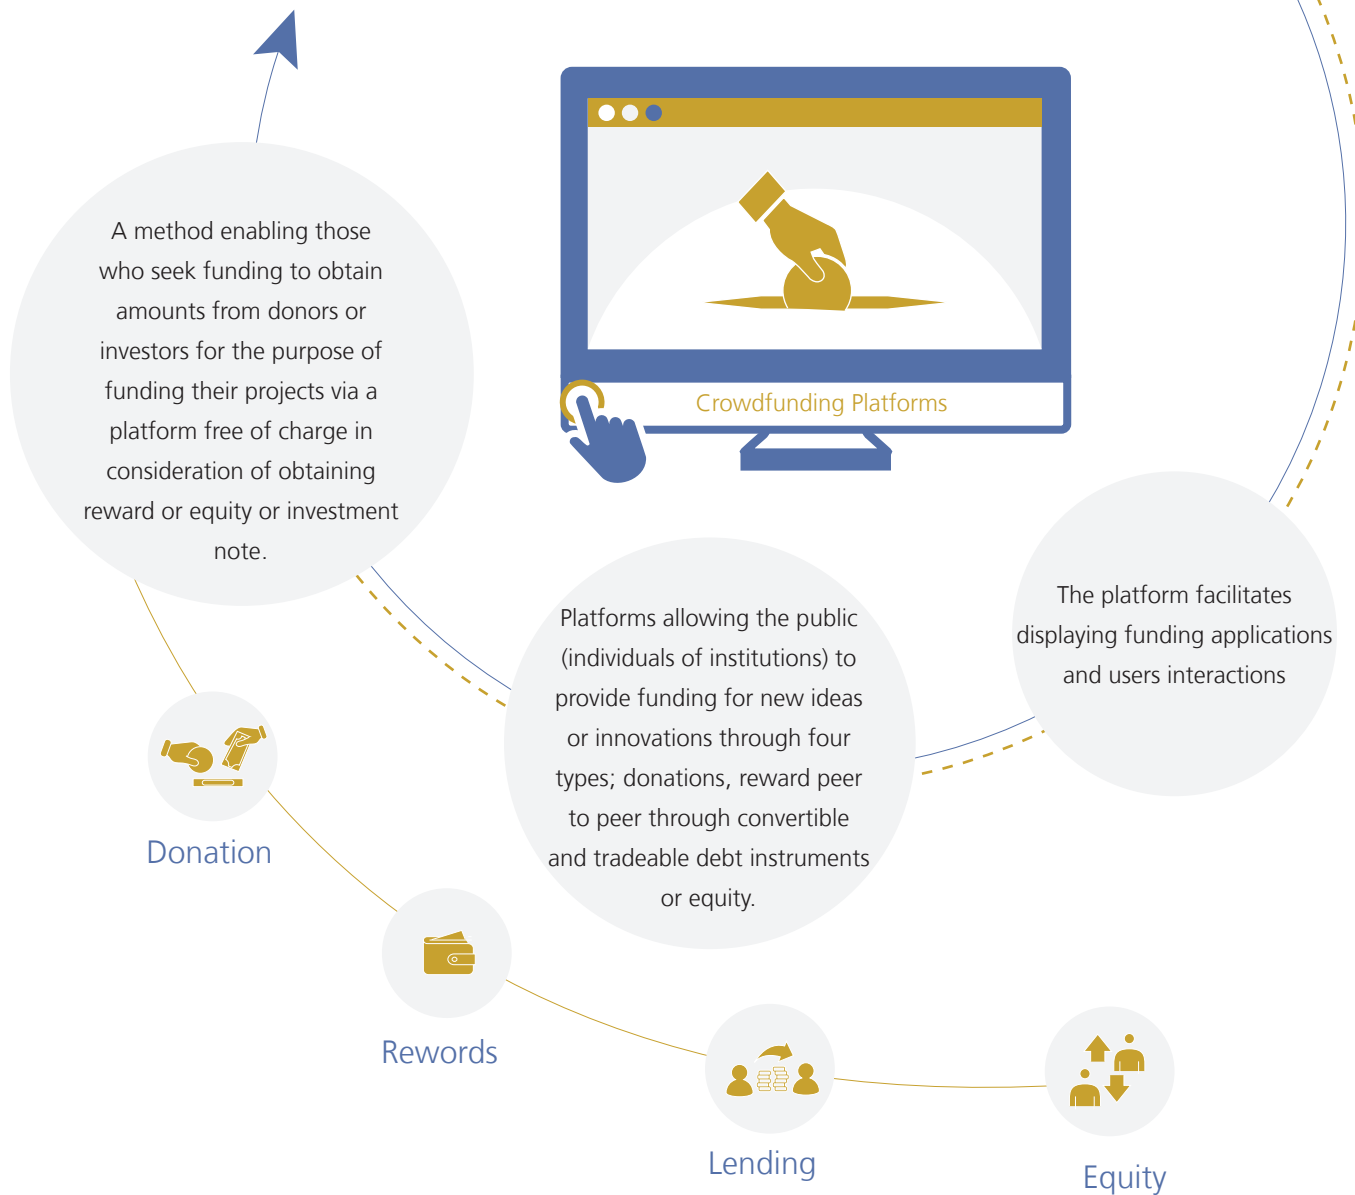 A method enabling those
who seek funding to obtain
amounts from donors or
investors for the purpose of
funding their projects via a
platform free of charge in
consideration of obtaining
reward or equity or investment
note.
Crowdfunding Platforms
Platforms allowing the public
(individuals of institutions) to
provide funding for new ideas
or innovations through four
types; donations, reward peer
to peer through convertible
and tradeable debt instruments
or equity.
The platform facilitates
displaying funding applications
and users interactions
Donation
Rewords
Lending
Equity